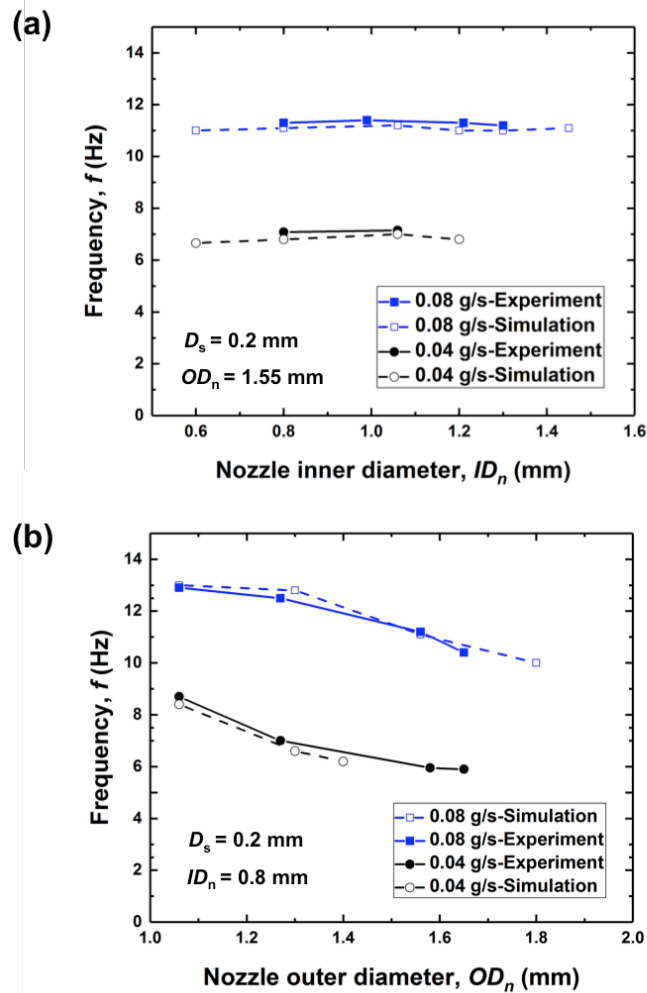 (a)
14
12
10
8
6
4
2
0
Frequency, f (Hz)
0.08 g/s-Experiment
0.08 g/s-Simulation
0.04 g/s-Experiment
0.04 g/s-Simulation
Ds = 0.2 mm
ODn = 1.55 mm
0.6 0.8 1.0 1.2 1.4 1.6
Nozzle inner diameter, IDn (mm)
(b)
14
12
10
8
6
4
2
0
Frequency, f (Hz)
0.08 g/s-Simulation
0.08 g/s-Experiment
0.04 g/s-Experiment
0.04 g/s-Simulation
Ds = 0.2 mm
IDn = 0.8 mm
1.0 1.2 1.4 1.6 1.8 2.0
Nozzle outer diameter, ODn (mm)